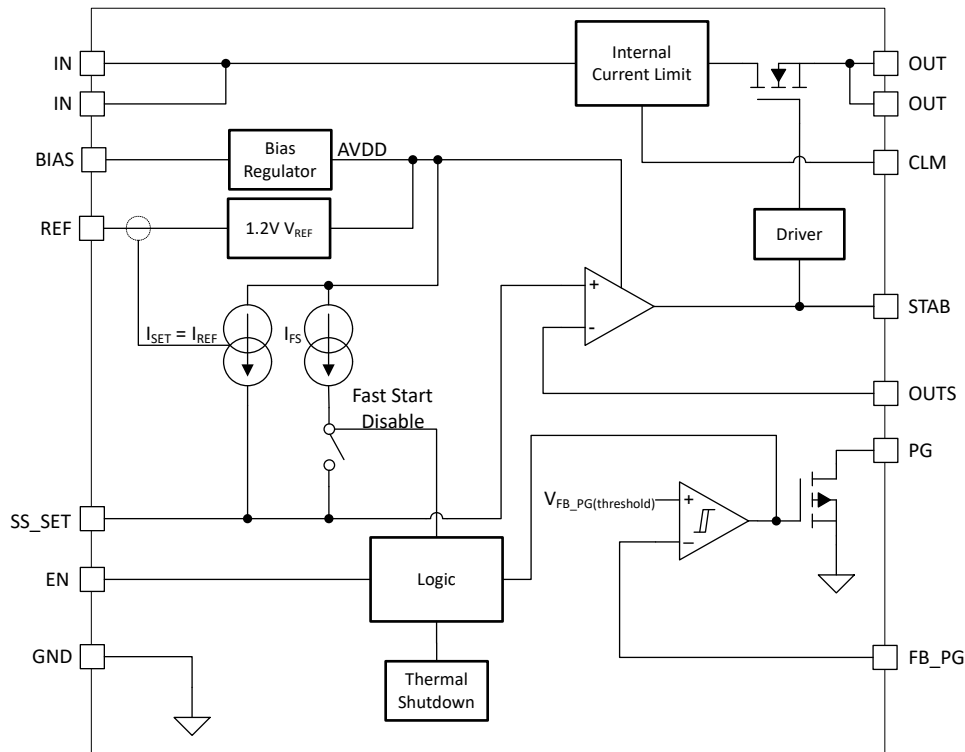 IN
Internal
Current Limit
OUT
IN
OUT
BIAS
Bias
Regulator
AVDD
CLM
REF
1.2V VREF
Driver
+
-
STAB
ISET = IREF
IFS
Fast Start
Disable
OUTS
PG
VFB_PG(threshold)
+
−
SS_SET
EN
Logic
GND
Thermal
Shutdown
FB_PG